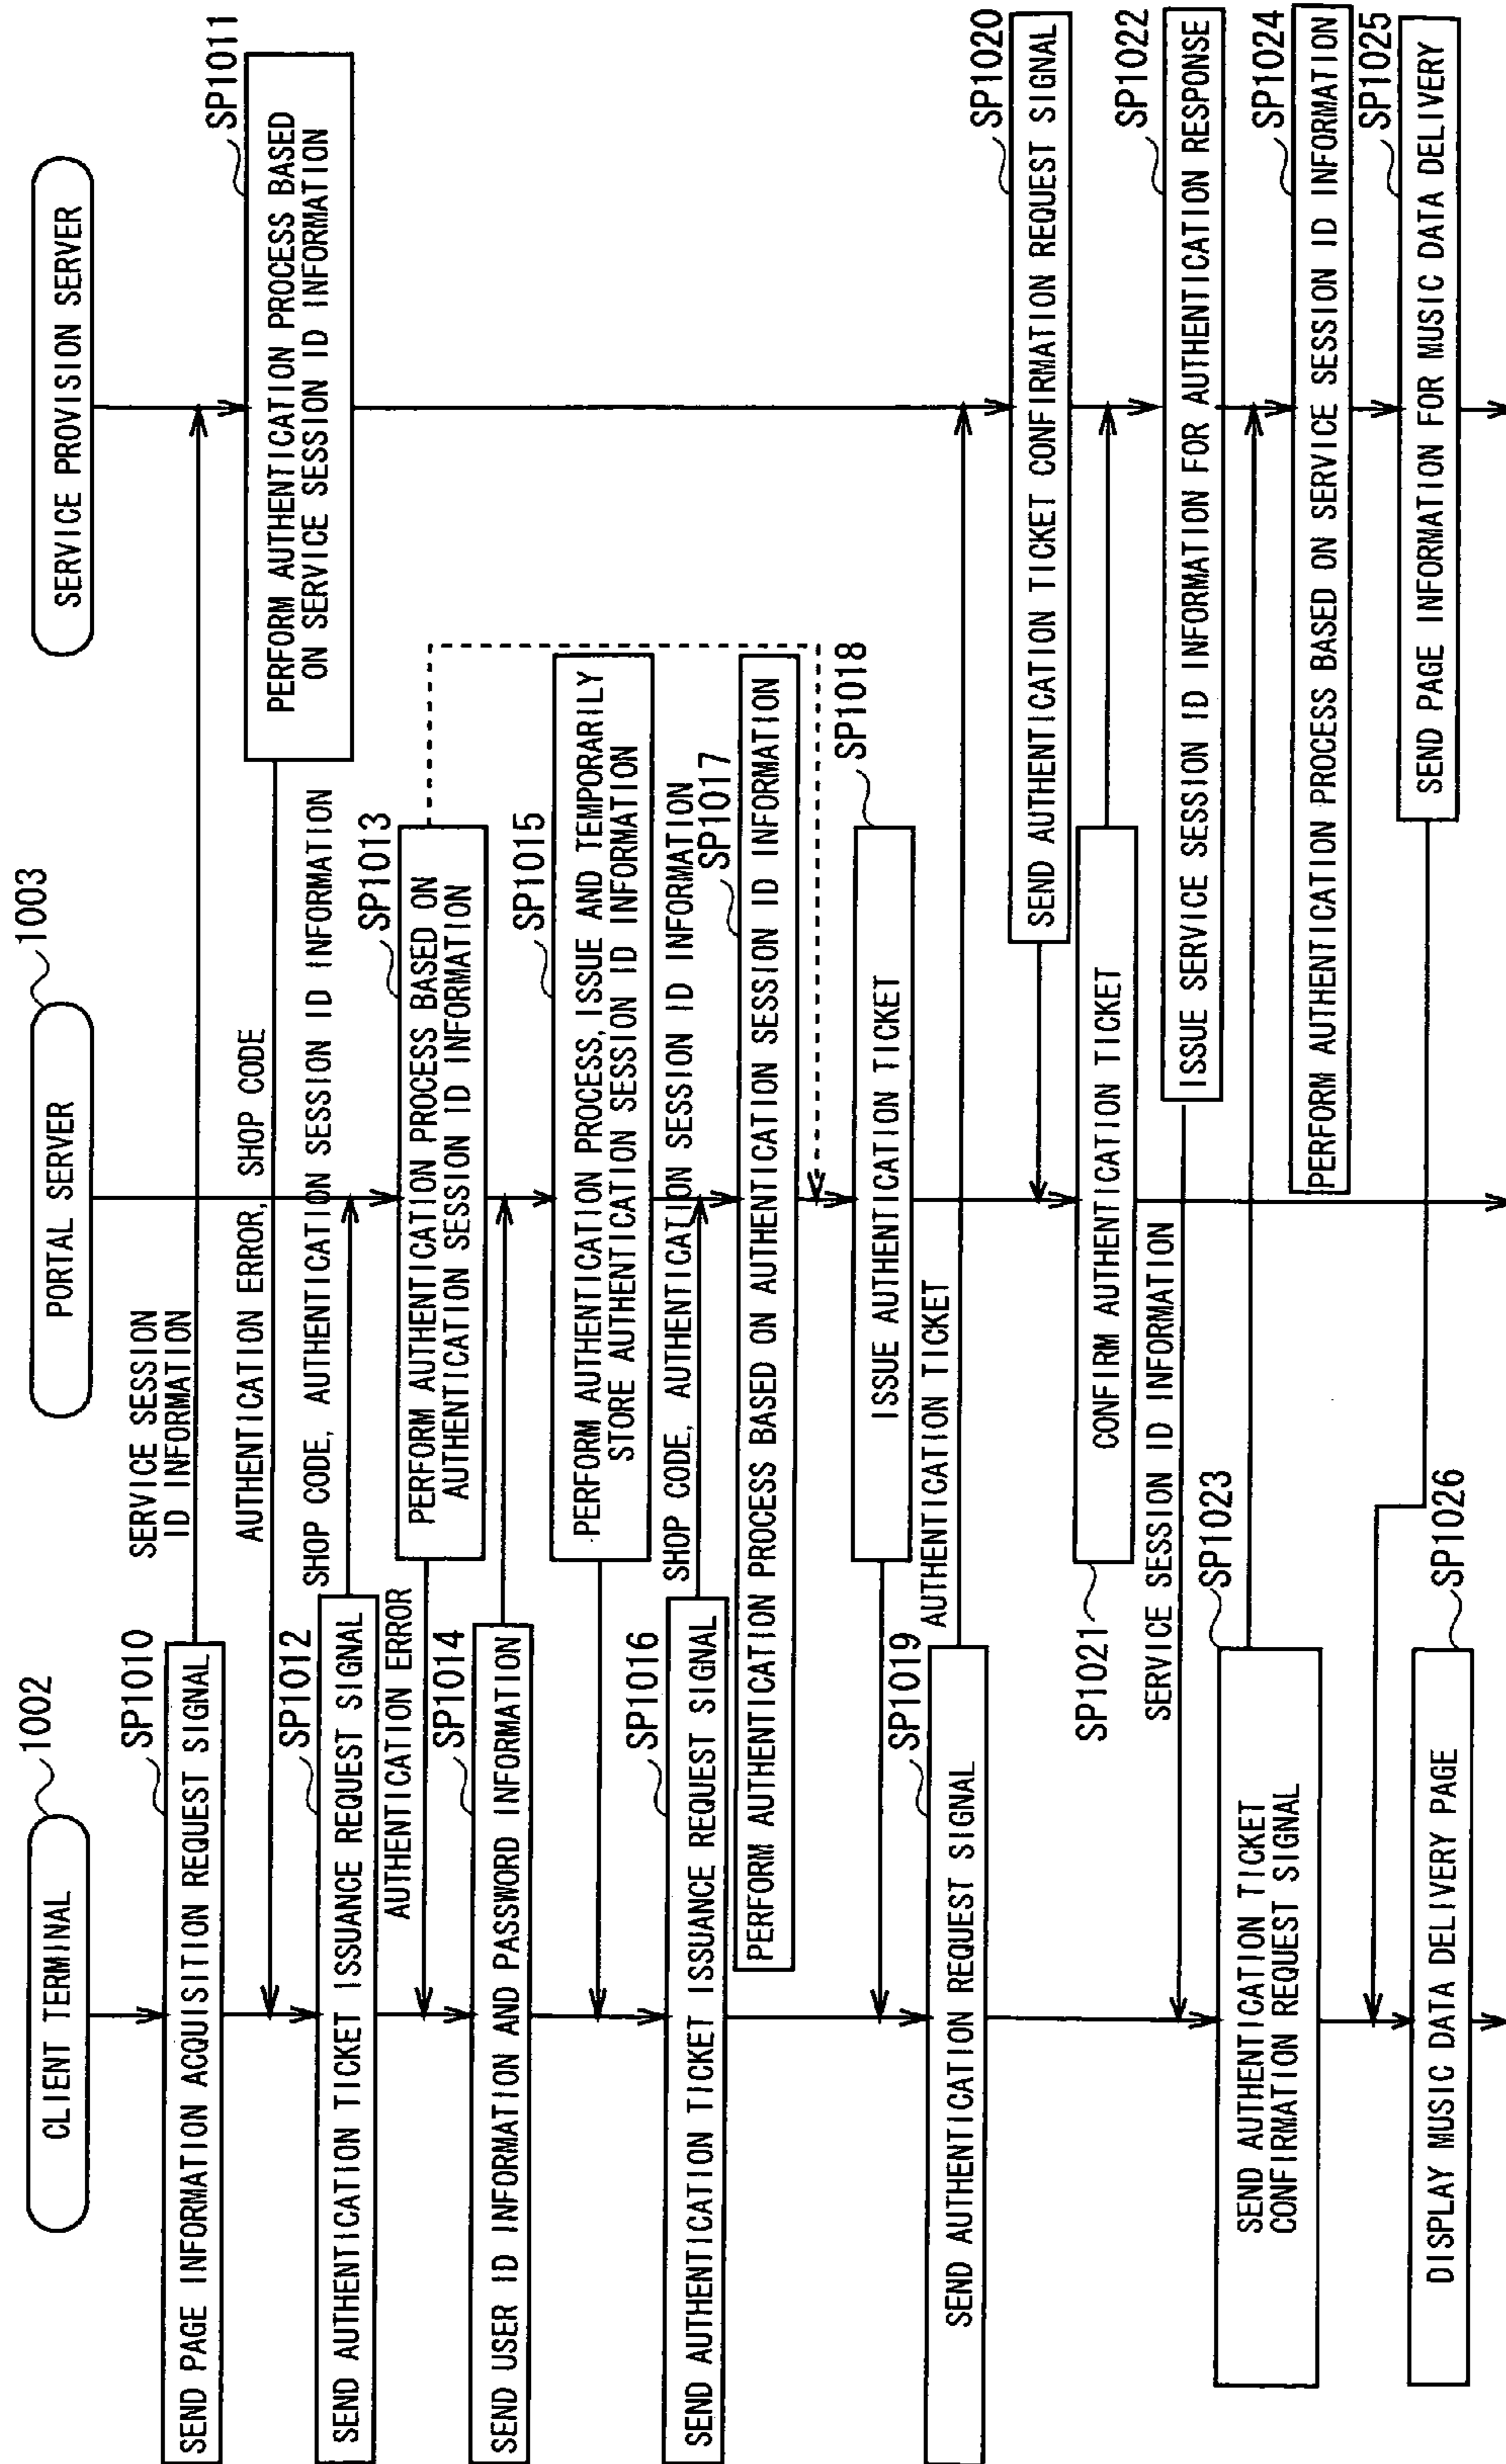 CLIENT TERMINAL
1002
PORTAL SERVER
1003
SERVICE PROVISION SERVER
SP1010
SEND PAGE INFORMATION ACQUISITION REQUEST SIGNAL
SERVICE SESSION
ID INFORMATION
SP1011
PERFORM AUTHENTICATION PROCESS BASED
ON SERVICE SESSION ID INFORMATION
AUTHENTICATION ERROR, SHOP CODE
SP1012
SEND AUTHENTICATION TICKET ISSUANCE REQUEST SIGNAL
SHOP CODE, AUTHENTICATION SESSION ID INFORMATION
SP1013
PERFORM AUTHENTICATION PROCESS BASED ON
AUTHENTICATION SESSION ID INFORMATION
AUTHENTICATION ERROR
SP1014
SEND USER ID INFORMATION AND PASSWORD INFORMATION
SP1015
PERFORM AUTHENTICATION PROCESS, ISSUE AND TEMPORARILY
STORE AUTHENTICATION SESSION ID INFORMATION
SP1016
SEND AUTHENTICATION TICKET ISSUANCE REQUEST SIGNAL
SHOP CODE, AUTHENTICATION SESSION ID INFORMATION
SP1017
PERFORM AUTHENTICATION PROCESS BASED ON AUTHENTICATION SESSION ID INFORMATION
SP1018
ISSUE AUTHENTICATION TICKET
SP1019
SEND AUTHENTICATION REQUEST SIGNAL
AUTHENTICATION TICKET
SP1020
SEND AUTHENTICATION TICKET CONFIRMATION REQUEST SIGNAL
SP1021
CONFIRM AUTHENTICATION TICKET
SP1022
ISSUE SERVICE SESSION ID INFORMATION FOR AUTHENTICATION RESPONSE
SERVICE SESSION ID INFORMATION
SP1023
SEND AUTHENTICATION TICKET
CONFIRMATION REQUEST SIGNAL
SP1024
PERFORM AUTHENTICATION PROCESS BASED ON SERVICE SESSION ID INFORMATION
SP1025
SEND PAGE INFORMATION FOR MUSIC DATA DELIVERY
SP1026
DISPLAY MUSIC DATA DELIVERY PAGE